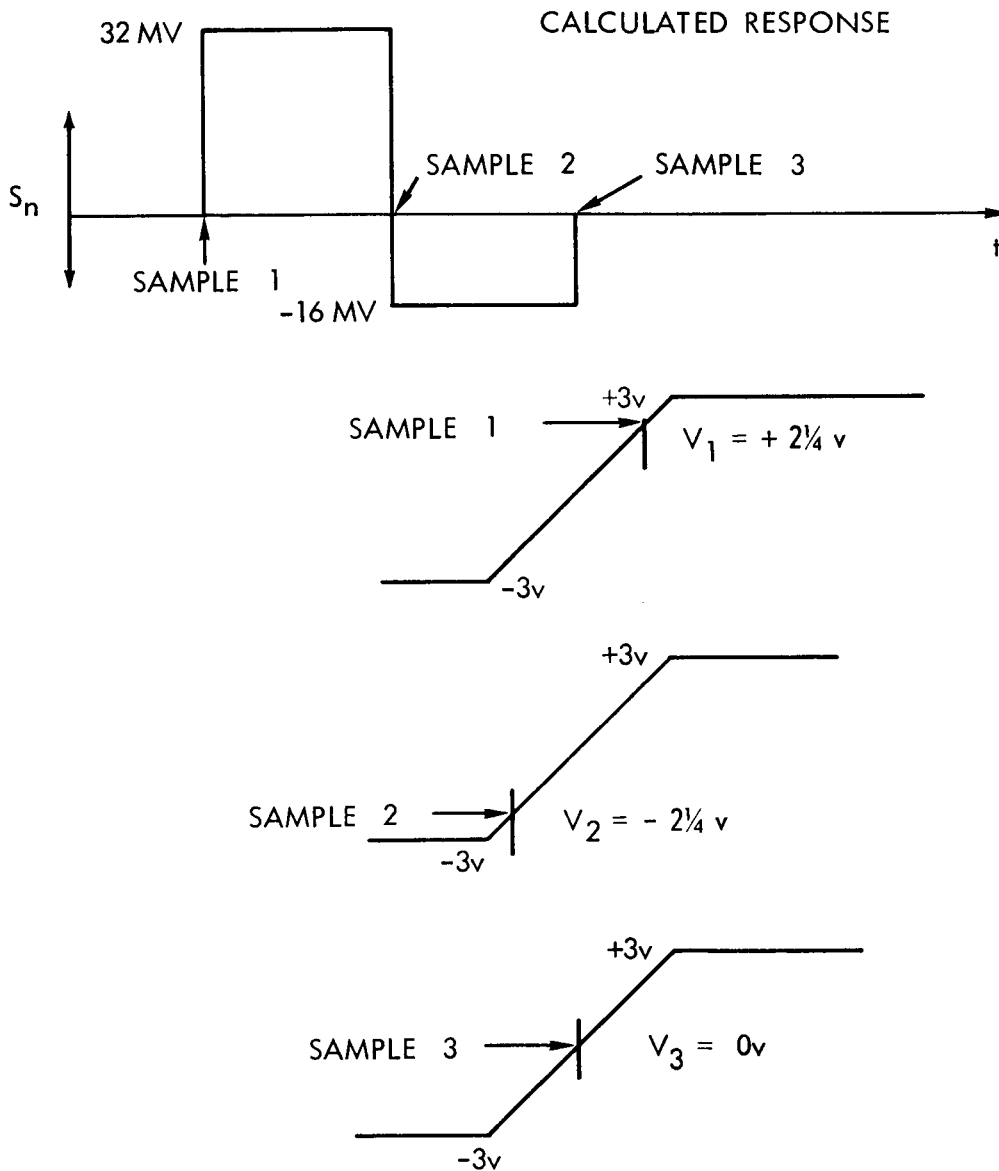 CALCULATED RESPONSE
32 MV
SAMPLE 2
SAMPLE 3
Sn
t
SAMPLE 1
-16 MV
+3v
SAMPLE 1
V1 = + 2¼ v
-3v
+3v
SAMPLE 2
V2 = - 2¼ v
-3v
+3v
SAMPLE 3
V3 = 0v
-3v